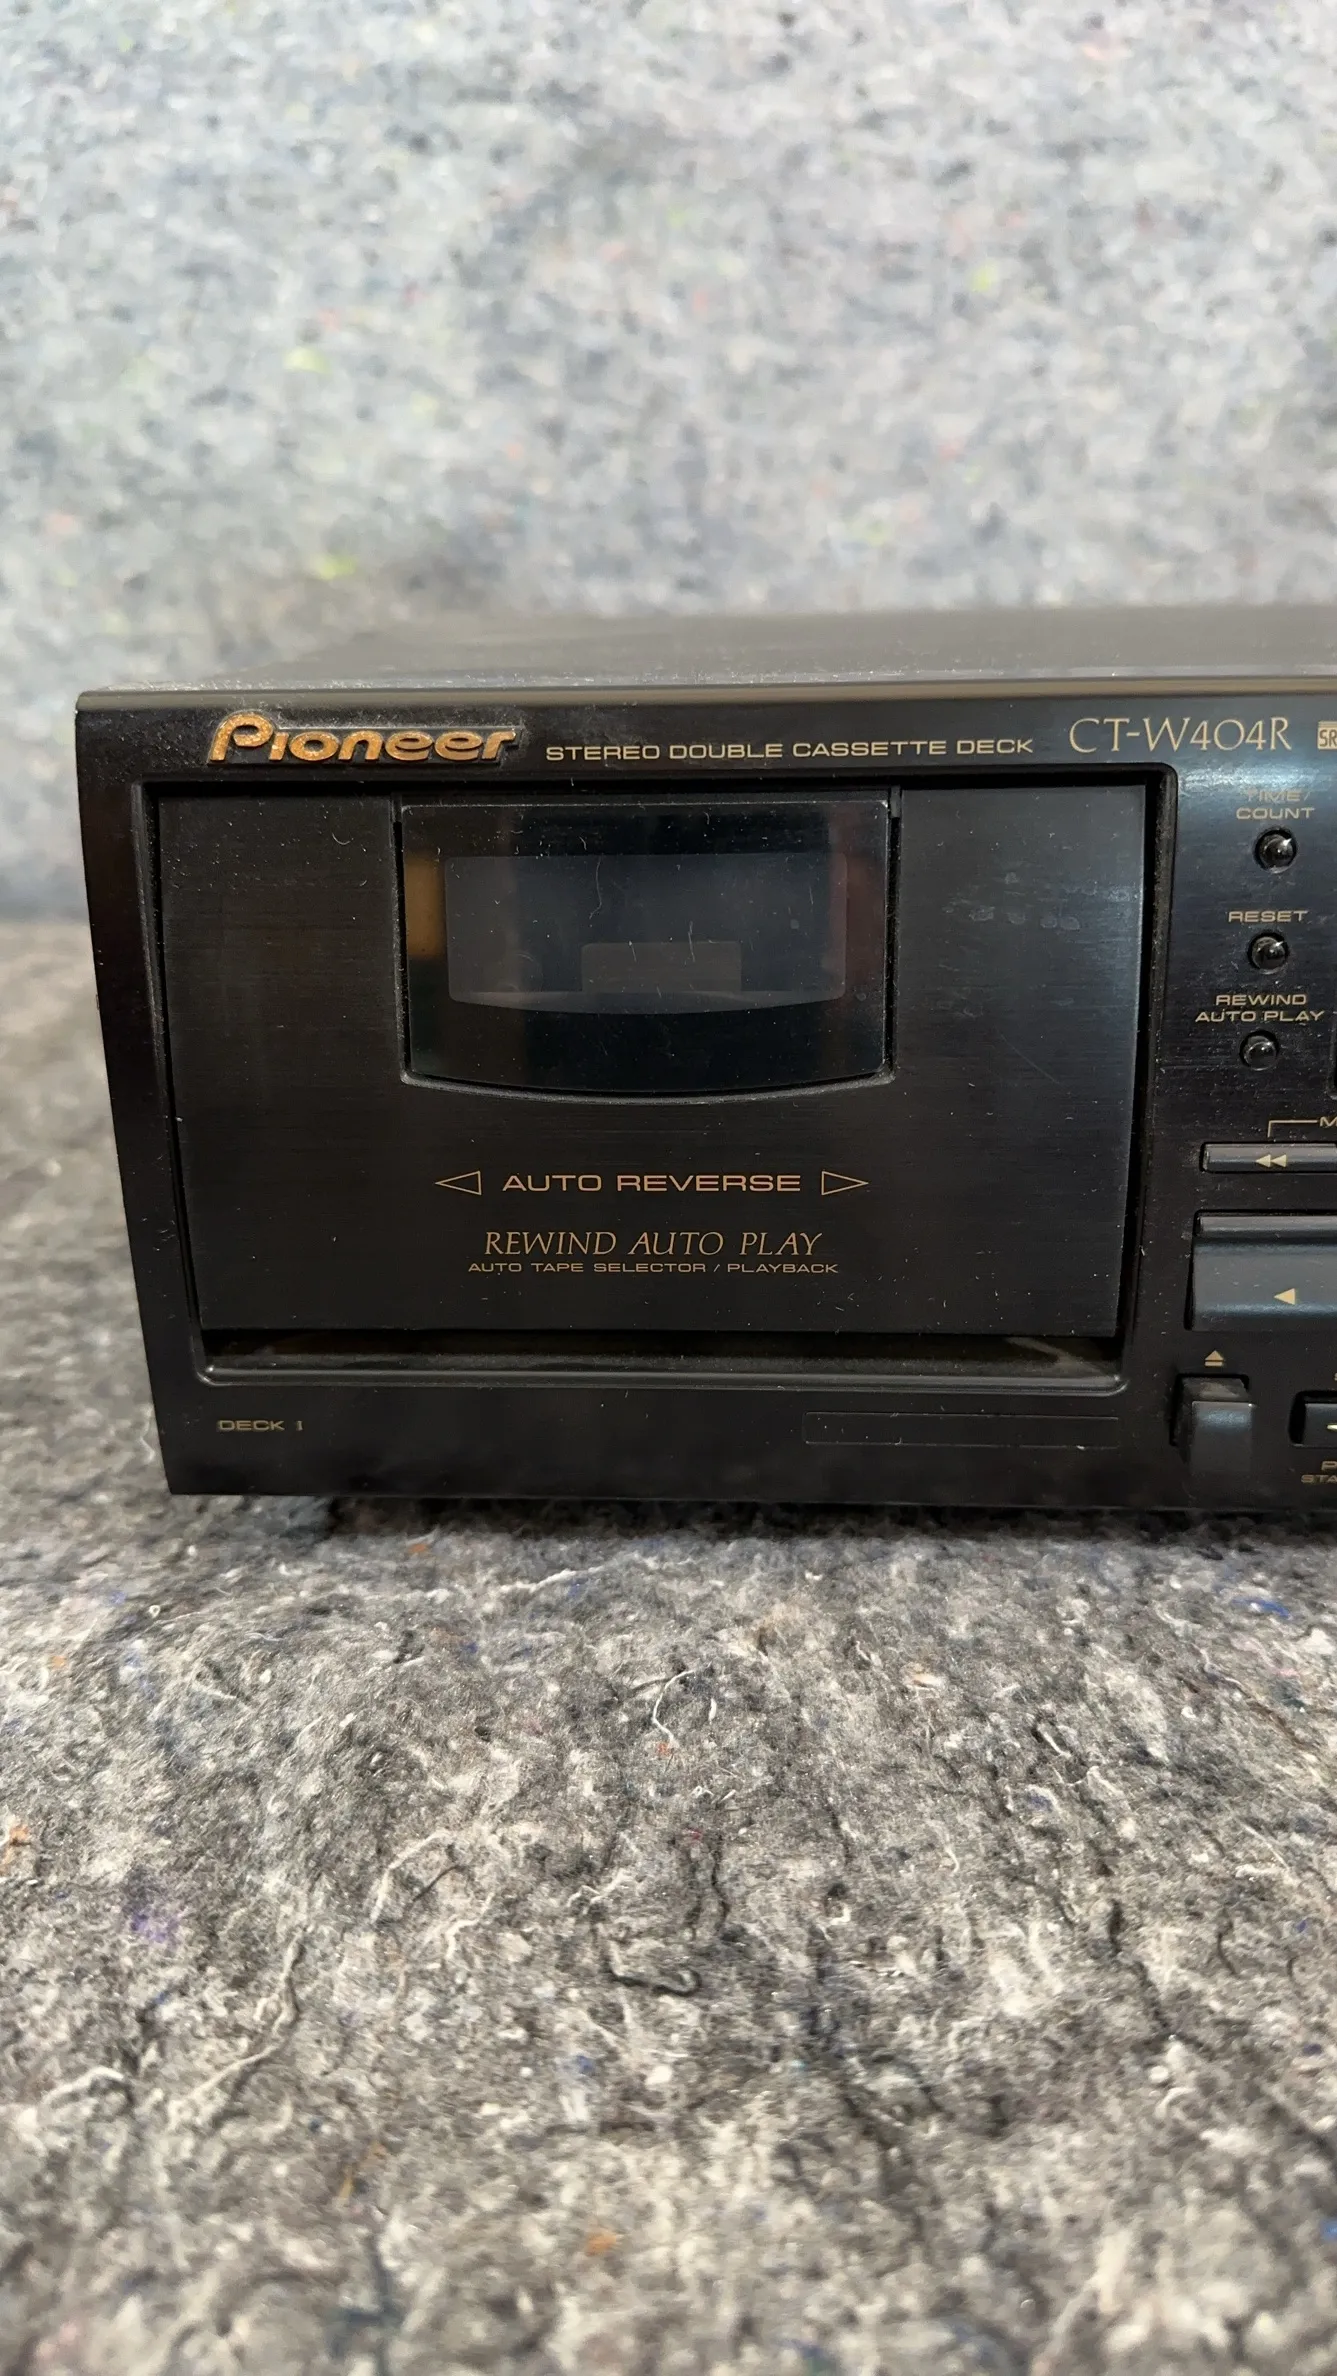 Pioneer STEREO DOUBLE CASSETTE DECK CT-W404R
TIME/
COUNT
RESET
REWIND
AUTO PLAY
◁ AUTO REVERSE ▷
REWIND AUTO PLAY
AUTO TAPE SELECTOR / PLAYBACK
DECK I